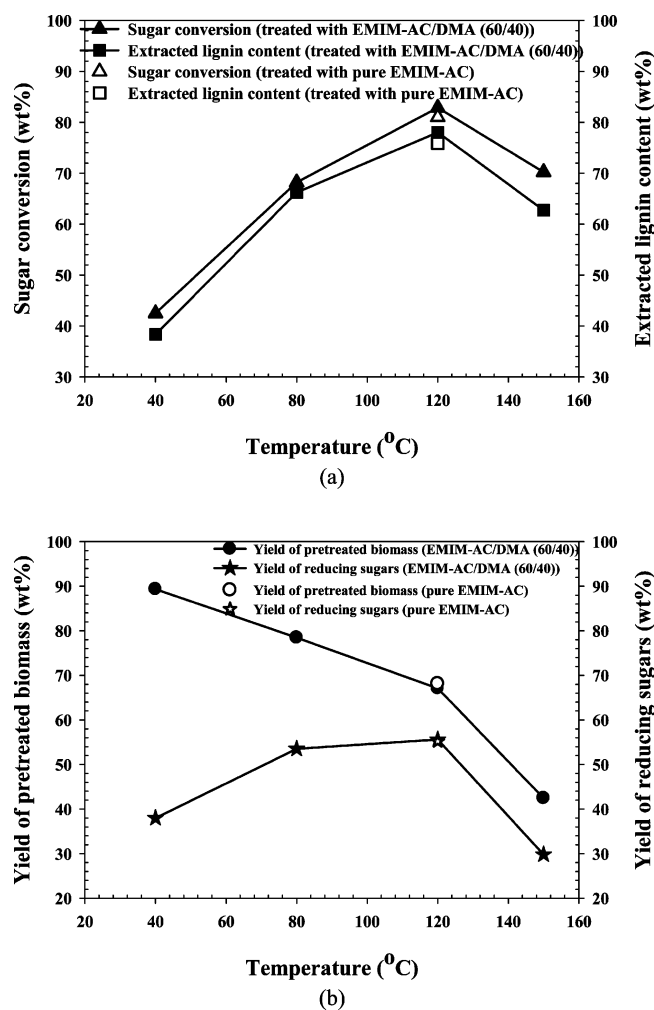 Sugar conversion (treated with EMIM-AC/DMA (60/40))
Extracted lignin content (treated with EMIM-AC/DMA (60/40))
Sugar conversion (treated with pure EMIM-AC)
Extracted lignin content (treated with pure EMIM-AC)
100 100
90 90
80 80
70 70
60 60
50 50
40 40
30 30
20 40 60 80 100 120 140 160
Sugar conversion (wt%)
Extracted lignin content (wt%)
Temperature (°C)
(a)
Yield of pretreated biomass (EMIM-AC/DMA (60/40))
Yield of reducing sugars (EMIM-AC/DMA (60/40))
Yield of pretreated biomass (pure EMIM-AC)
Yield of reducing sugars (pure EMIM-AC)
100 100
90 90
80 80
70 70
60 60
50 50
40 40
30 30
20 20
20 40 60 80 100 120 140 160
Yield of pretreated biomass (wt%)
Yield of reducing sugars (wt%)
Temperature (°C)
(b)